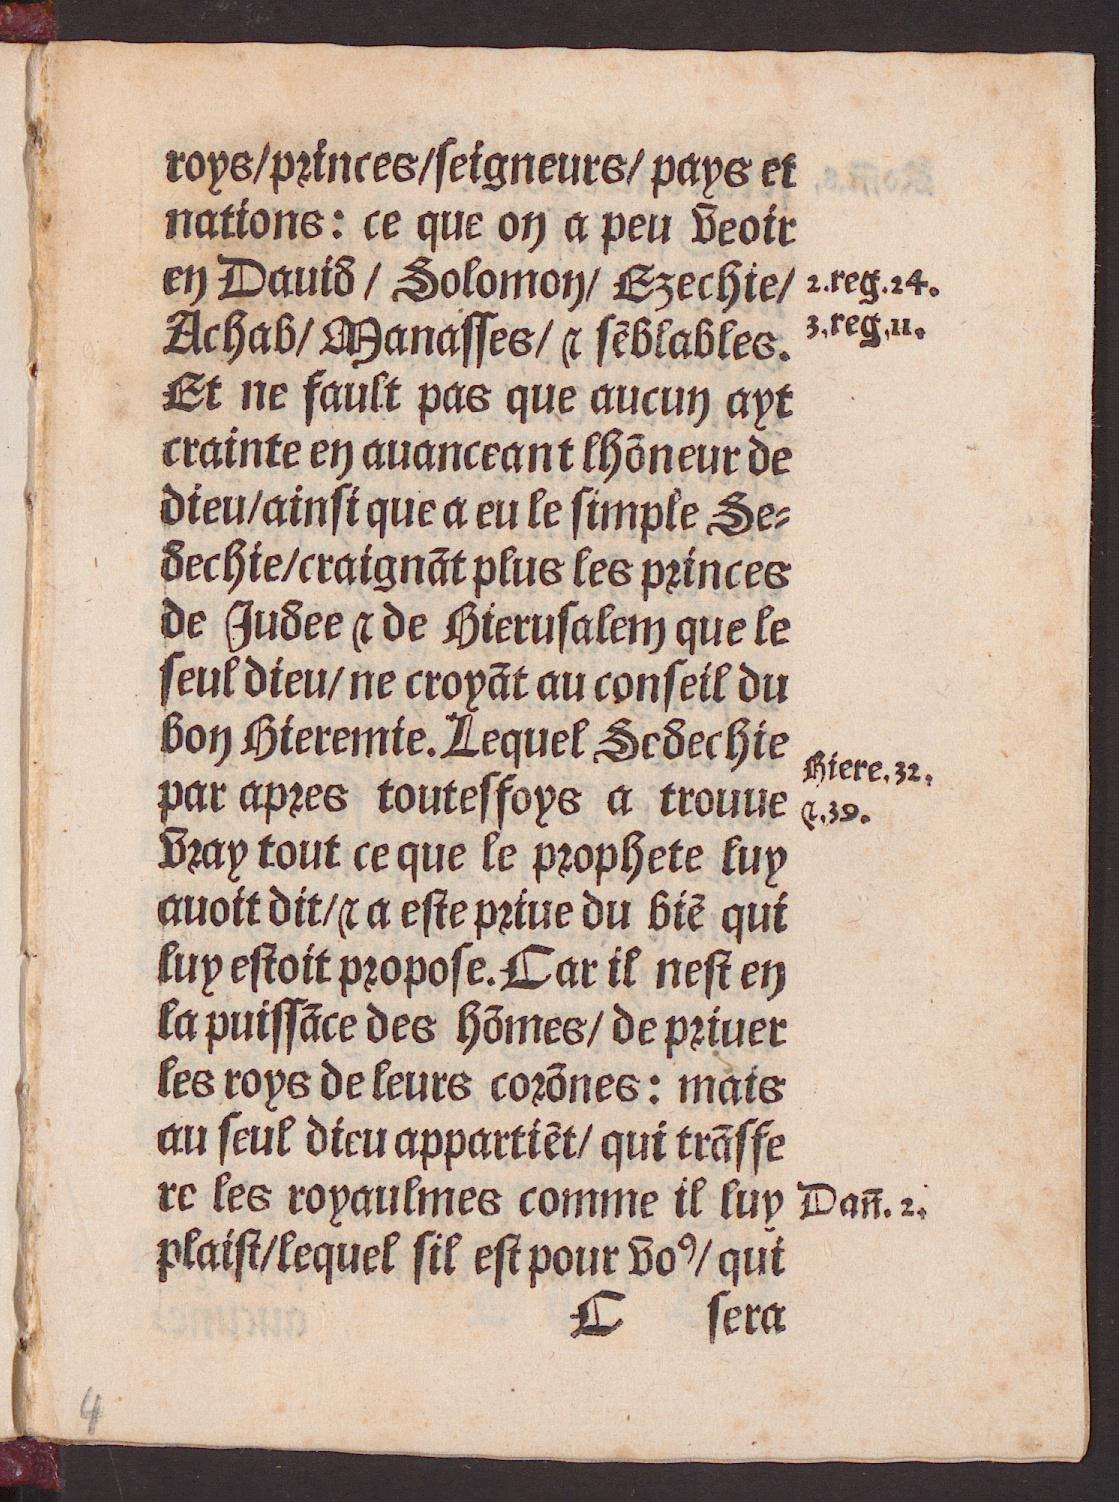 roys/princes/seigneurs/ pays et
nations: ce que on a peu veoir
en Dauid / Solomon/ Ezechie/
2.reg.24.
Achab/ Manasses/ ⁊ sēblables.
3.reg.11.
Et ne fault pas que aucun ayt
crainte en auanceant lhōneur de
dieu/ainsi que a eu le simple Se-
dechie/craignāt plus les princes
de Judee ⁊ de Hierusalem que le
seul dieu/ ne croyāt au conseil du
bon Hieremie. Lequel Sedechie
Hiere.32.
par apres toutesfoys a trouue
⁊.39.
vray tout ce que le prophete luy
auoit dit/⁊ a este priue du biē qui
luy estoit propose. Car il nest en
la puissāce des hōmes/ de priuer
les roys de leurs corōnes: mais
au seul dieu appartiēt/ qui trāsfe
re les royaulmes comme il luy
Dan̄. 2.
plaist/lequel sil est pour voꝰ/ qui
C sera
4